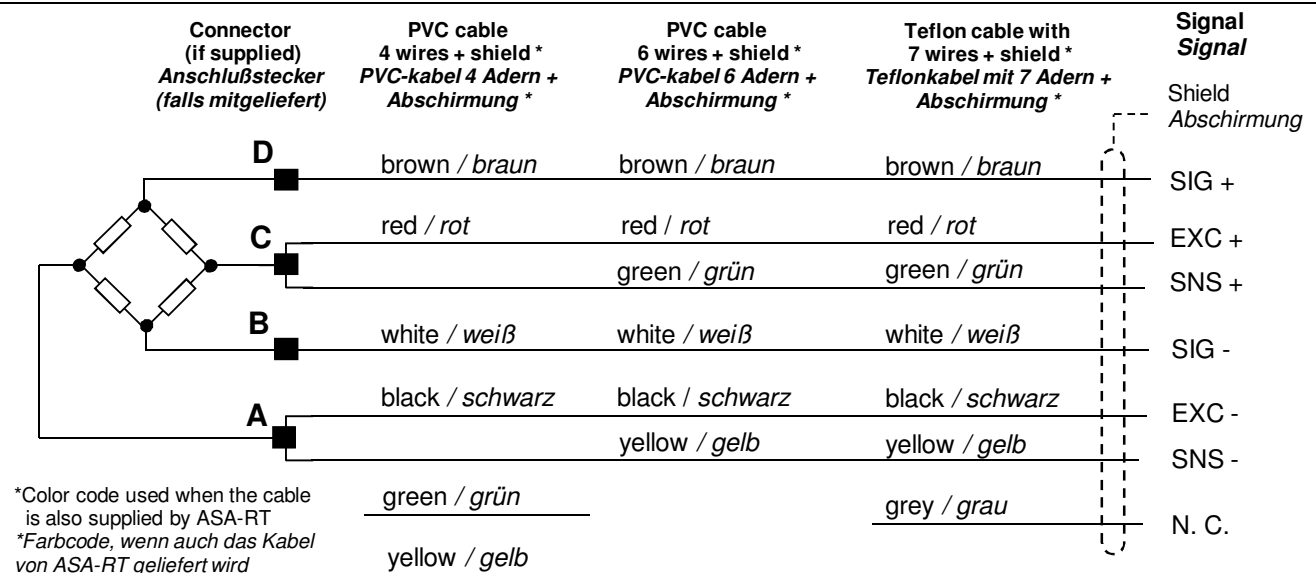 Connector
(if supplied)
Anschlußstecker
(falls mitgeliefert)
PVC cable
4 wires + shield *
PVC-kabel 4 Adern +
Abschirmung *
PVC cable
6 wires + shield *
PVC-kabel 6 Adern +
Abschirmung *
Teflon cable with
7 wires + shield *
Teflonkabel mit 7 Adern +
Abschirmung *
Signal
Signal
Shield
Abschirmung
D brown / braun brown / braun brown / braun SIG +
C red / rot red / rot red / rot EXC +
green / grün green / grün SNS +
B white / weiß white / weiß white / weiß SIG -
A black / schwarz black / schwarz black / schwarz EXC -
yellow / gelb yellow / gelb SNS -
green / grün grey / grau N. C.
yellow / gelb
*Color code used when the cable
is also supplied by ASA-RT
*Farbcode, wenn auch das Kabel
von ASA-RT geliefert wird